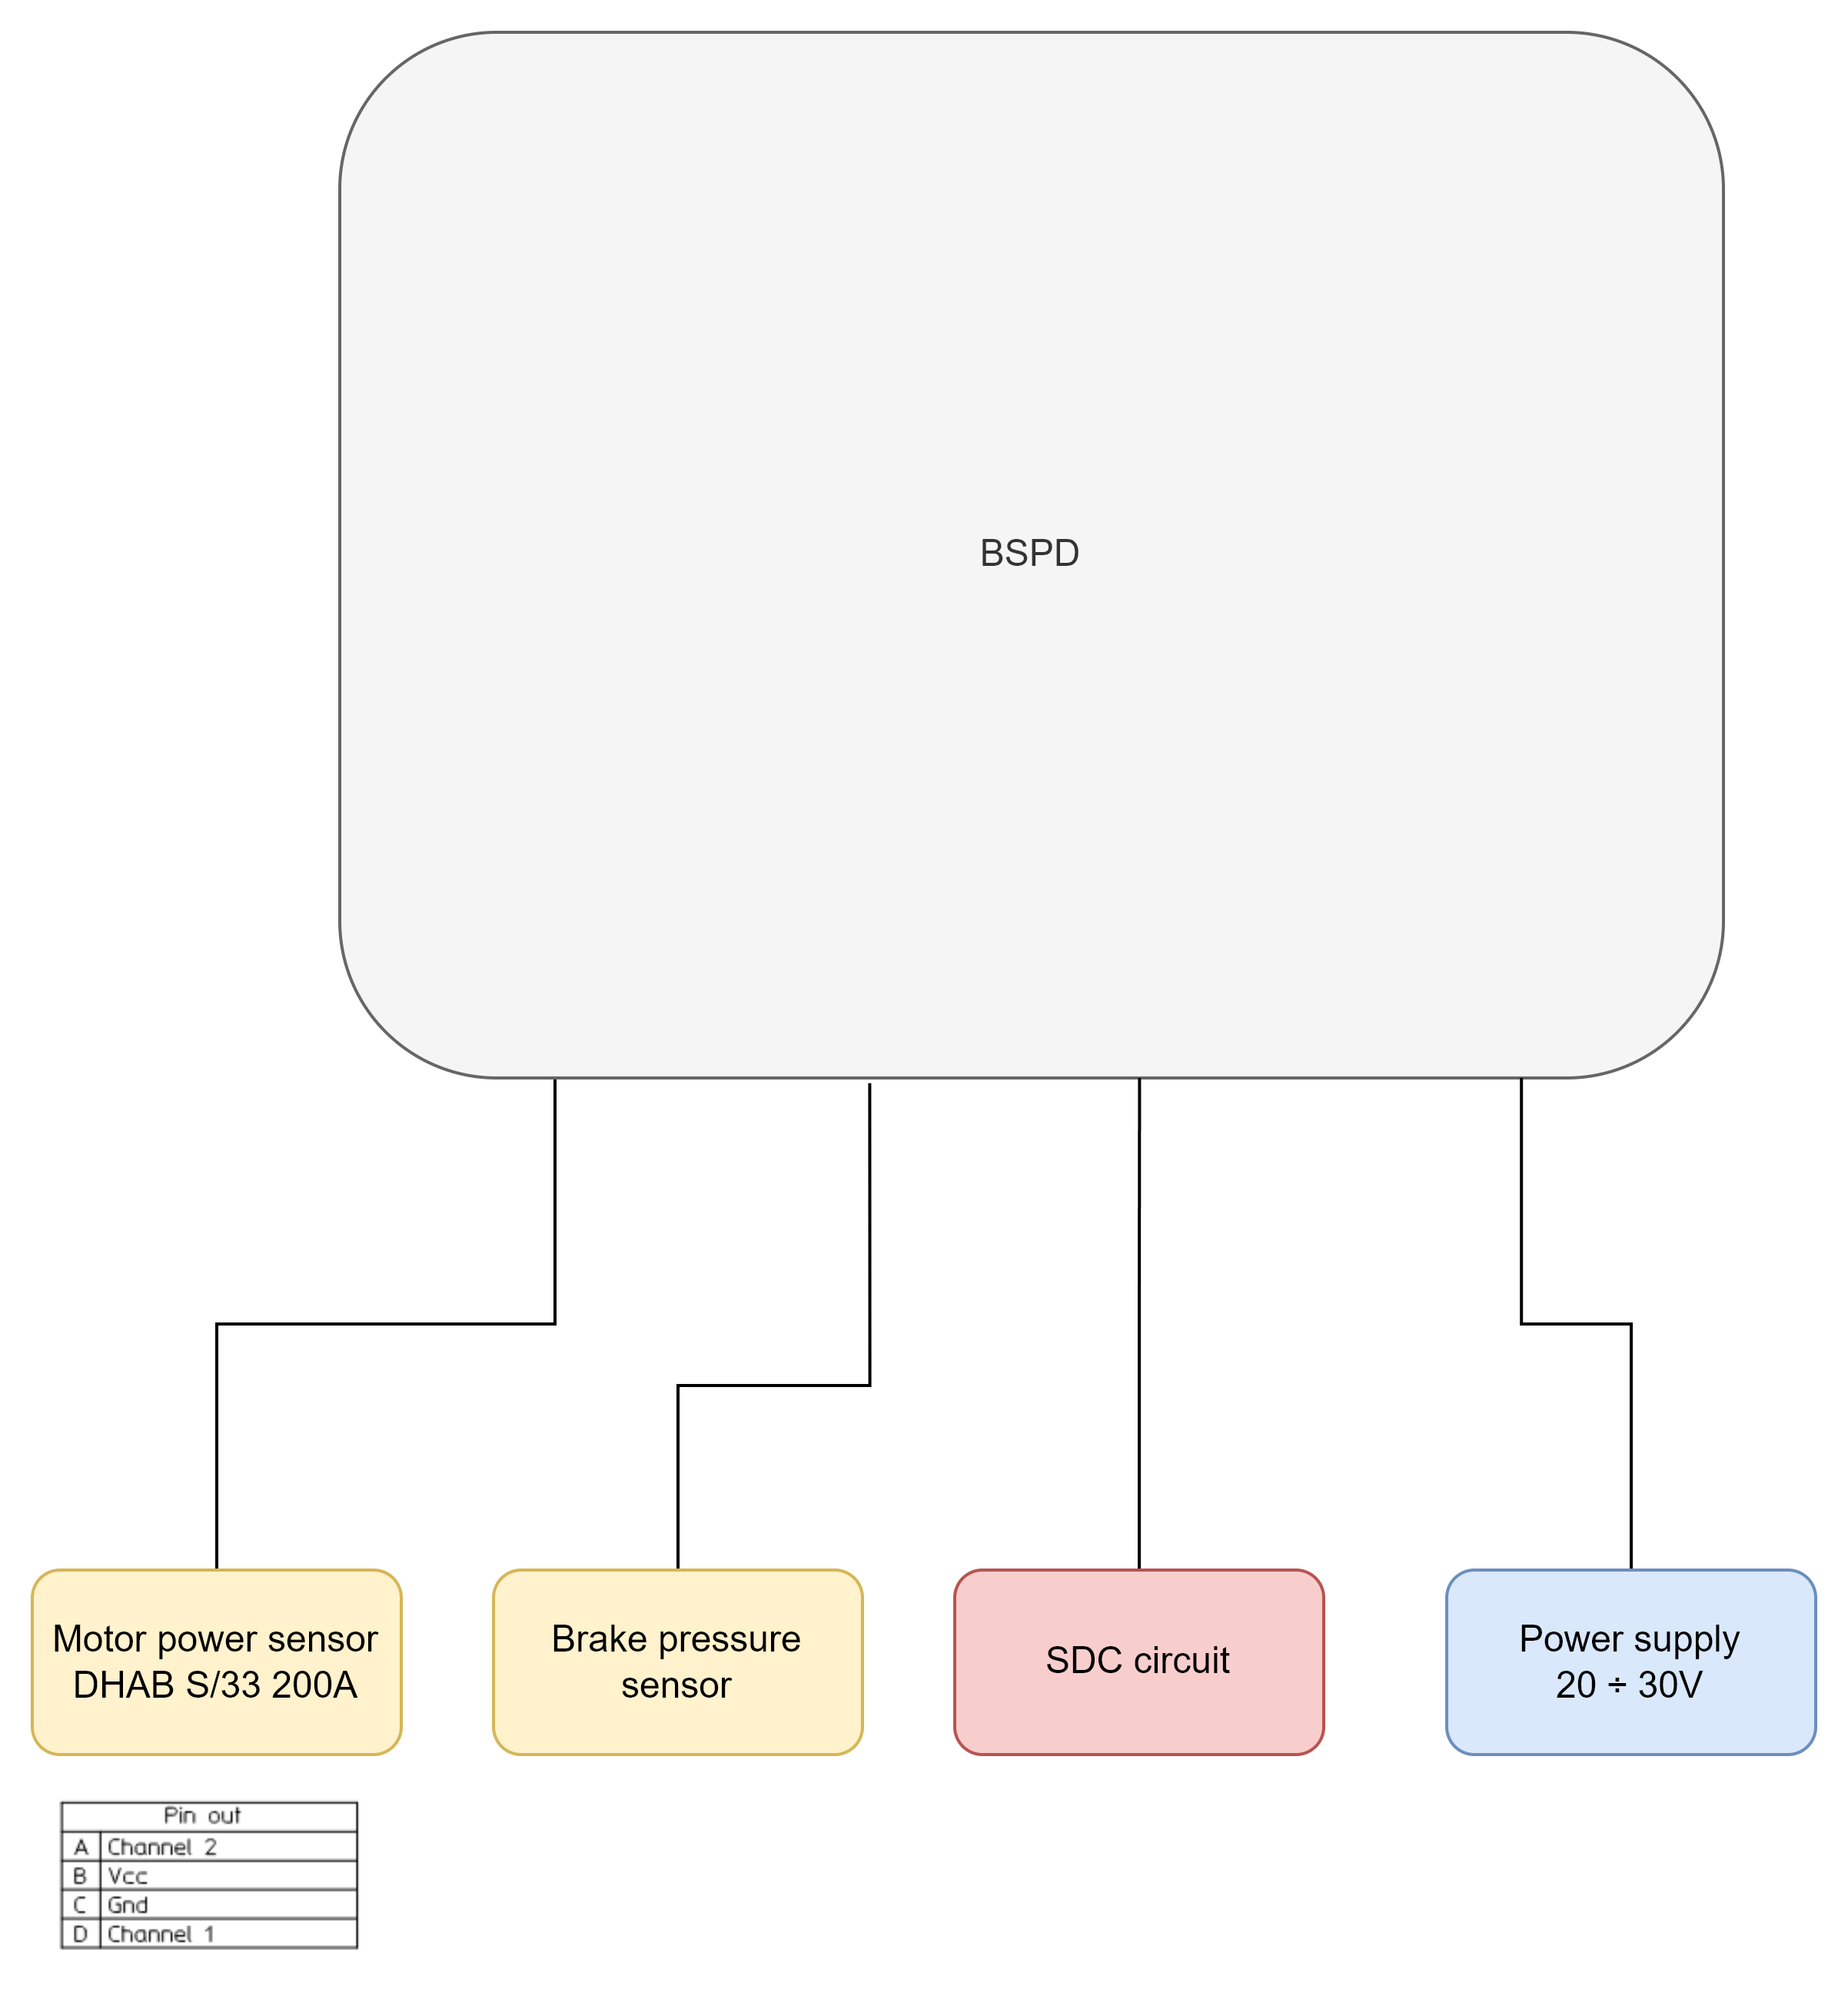 BSPD
Motor power sensor
DHAB S/33 200A
Brake pressure
sensor
SDC circuit
Power supply
20 ÷ 30V
Pin out
A Channel 2
B Vcc
C Gnd
D Channel 1